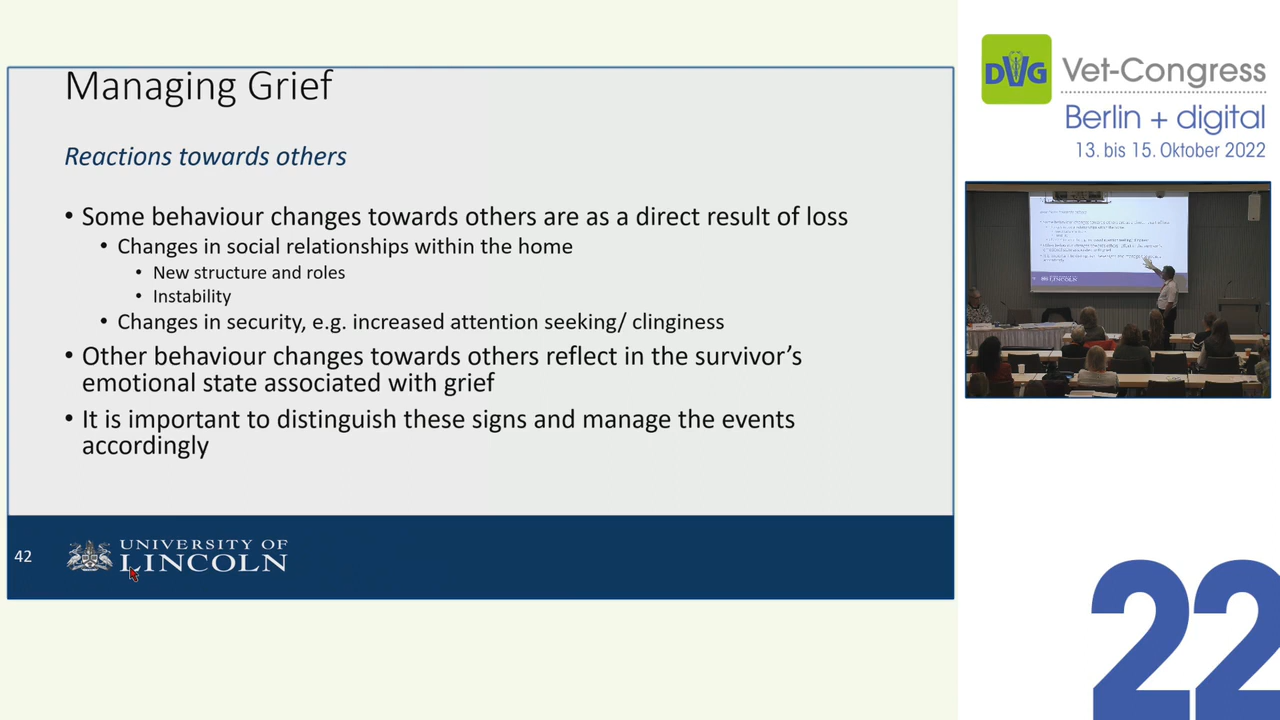 Managing Grief
Reactions towards others
• Some behaviour changes towards others are as a direct result of loss
• Changes in social relationships within the home
• New structure and roles
• Instability
• Changes in security, e.g. increased attention seeking/ clinginess
• Other behaviour changes towards others reflect in the survivor's
emotional state associated with grief
• It is important to distinguish these signs and manage the events
accordingly
42
UNIVERSITY OF
LINCOLN
DVG
Vet-Congress
Berlin + digital
13. bis 15. Oktober 2022
22